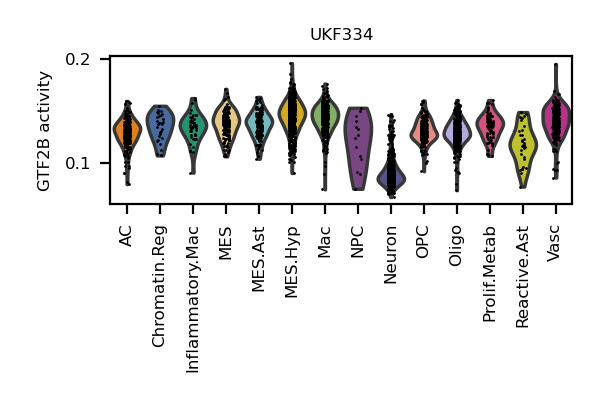 UKF334
GTF2B activity
0.2
0.1
AC
Chromatin.Reg
Inflammatory.Mac
MES
MES.Ast
MES.Hyp
Mac
NPC
Neuron
OPC
Oligo
Prolif.Metab
Reactive.Ast
Vasc